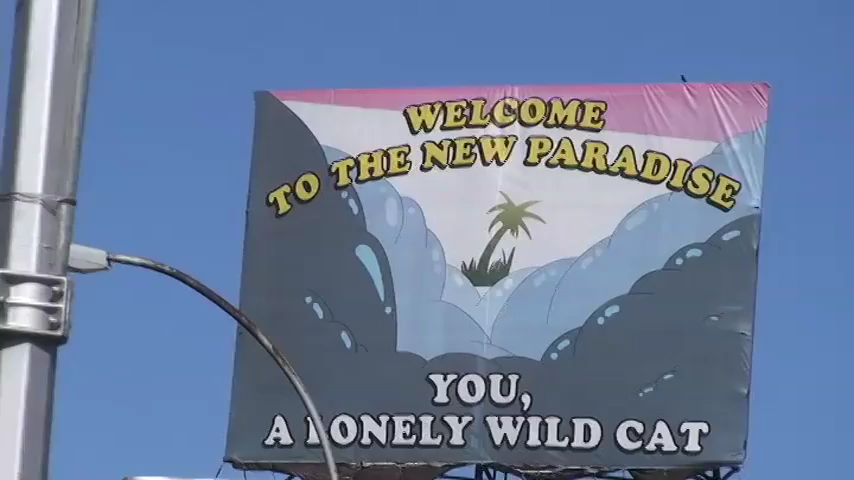 WELCOME
TO THE NEW PARADISE
YOU,
A LONELY WILD CAT